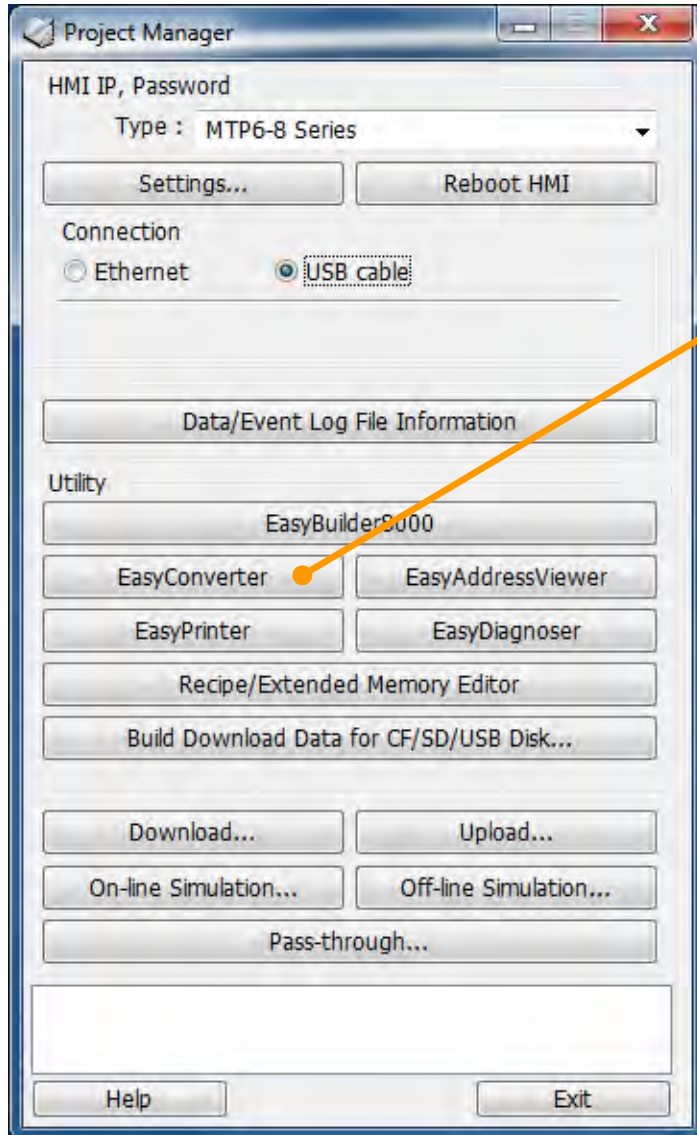 Project Manager
HMI IP, Password
Type : MTP6-8 Series
Settings... Reboot HMI
Connection
Ethernet USB cable
Data/Event Log File Information
Utility
EasyBuilder8000
EasyConverter EasyAddressViewer
EasyPrinter EasyDiagnoser
Recipe/Extended Memory Editor
Build Download Data for CF/SD/USB Disk...
Download... Upload...
On-line Simulation... Off-line Simulation...
Pass-through...
Help Exit